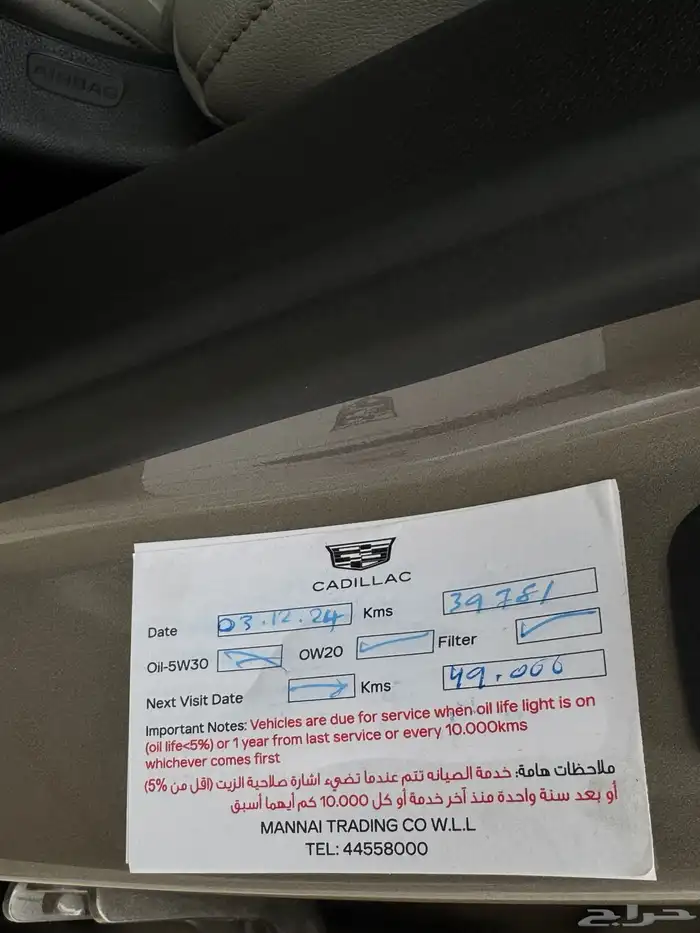 AIRBAG
CADILLAC
Date 03.12.24 Kms 39781
Oil-5W30 OW20 Filter
Next Visit Date Kms 49.000
Important Notes: Vehicles are due for service when oil life light is on
(oil life<5%) or 1 year from last service or every 10.000kms
whichever comes first
ملاحظات هامة: خدمة الصيانه تتم عندما تضيء اشارة صلاحية الزيت (اقل من 5%)
أو بعد سنة واحدة منذ آخر خدمة أو كل 10.000 كم أيهما أسبق
MANNAI TRADING CO W.L.L
TEL: 44558000
حراج